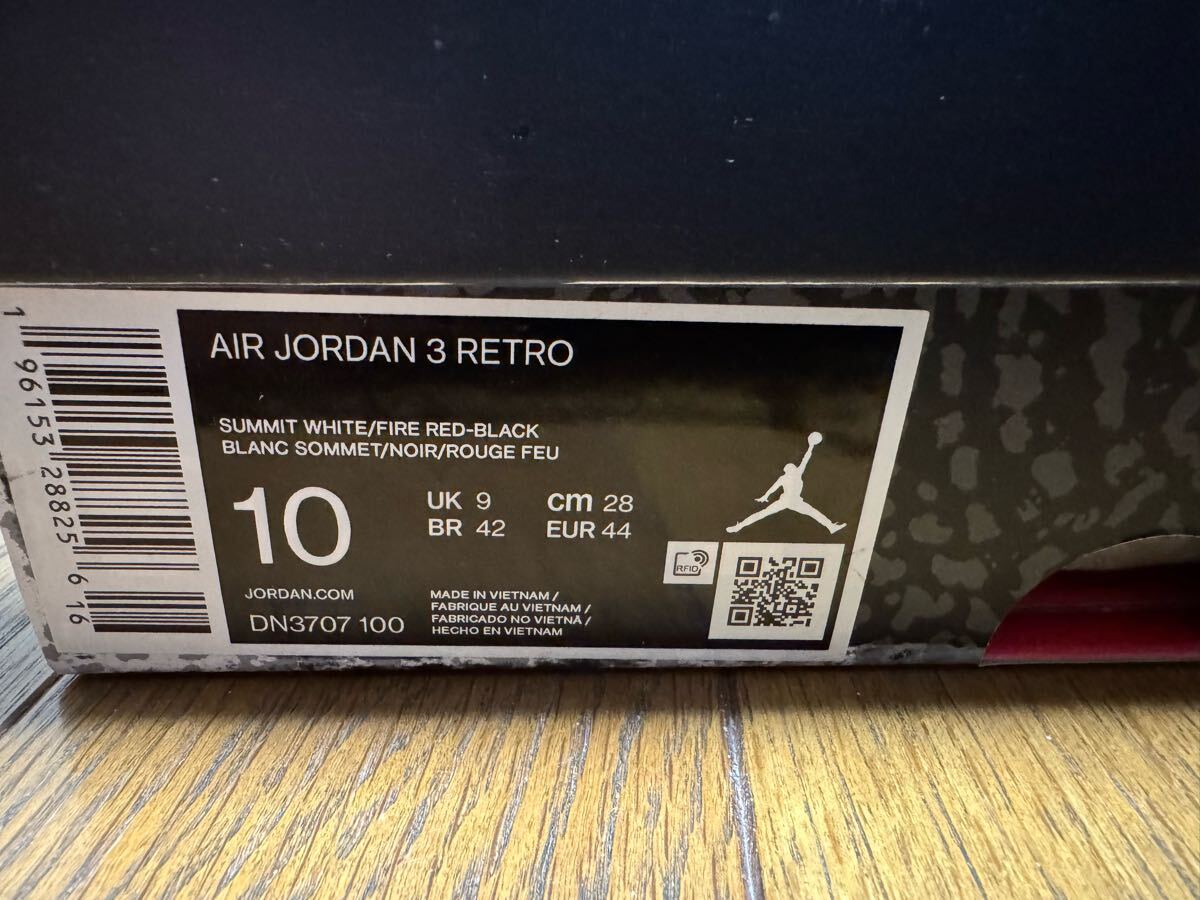 AIR JORDAN 3 RETRO
SUMMIT WHITE/FIRE RED-BLACK
BLANC SOMMET/NOIR/ROUGE FEU
10
UK 9
cm 28
BR 42
EUR 44
RFID
JORDAN.COM
DN3707 100
MADE IN VIETNAM /
FABRIQUE AU VIETNAM /
FABRICADO NO VIETNÃ /
HECHO EN VIETNAM
1 96153 28825 6 16